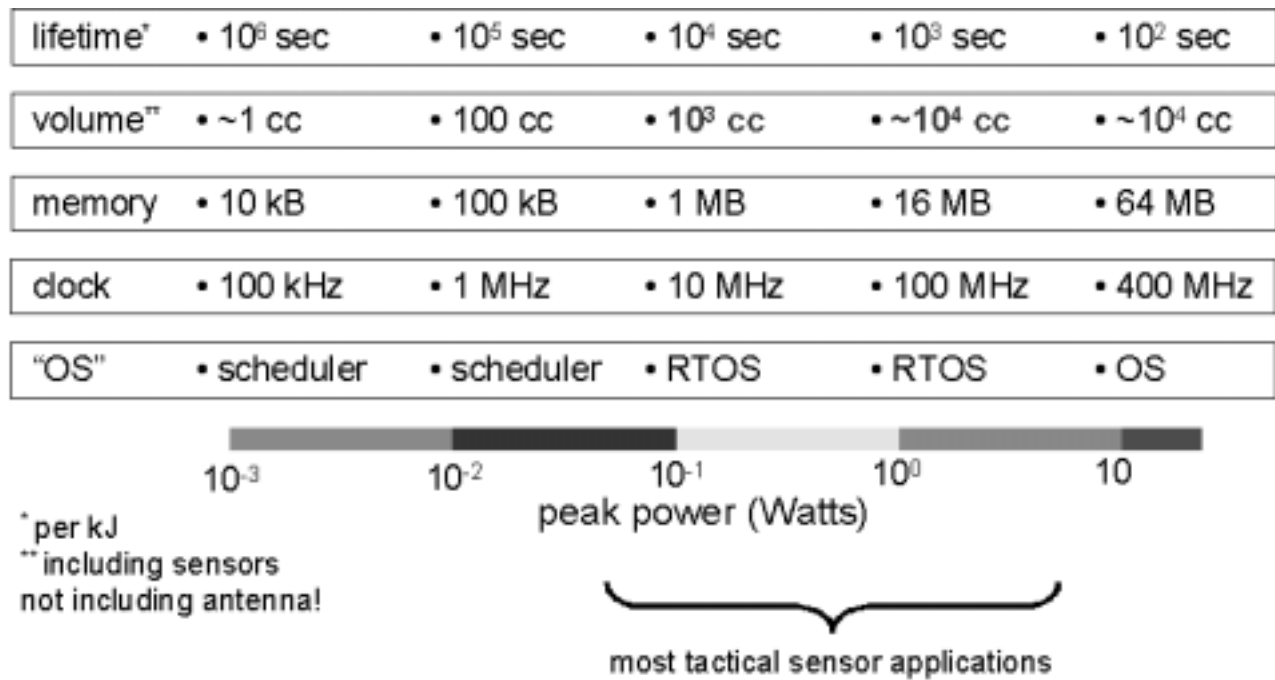 lifetime* • 10⁶ sec • 10⁵ sec • 10⁴ sec • 10³ sec • 10² sec
volume** • ~1 cc • 100 cc • 10³ cc • ~10⁴ cc • ~10⁴ cc
memory • 10 kB • 100 kB • 1 MB • 16 MB • 64 MB
clock • 100 kHz • 1 MHz • 10 MHz • 100 MHz • 400 MHz
“OS” • scheduler • scheduler • RTOS • RTOS • OS
10⁻³ 10⁻² 10⁻¹ 10⁰ 10
peak power (Watts)
* per kJ
** including sensors
not including antenna!
most tactical sensor applications